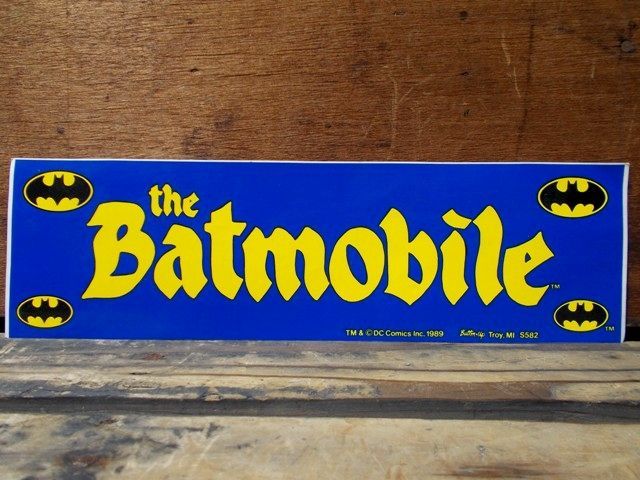 the
Batmobile™
TM & © DC Comics Inc. 1989 Button-Up Troy, MI S582
TM